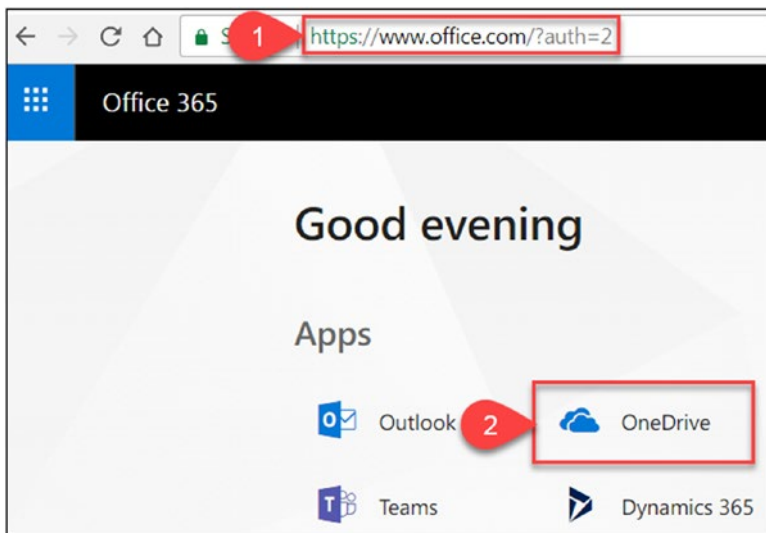 1 https://www.office.com/?auth=2
Office 365
Good evening
Apps
Outlook 2 OneDrive
Teams Dynamics 365